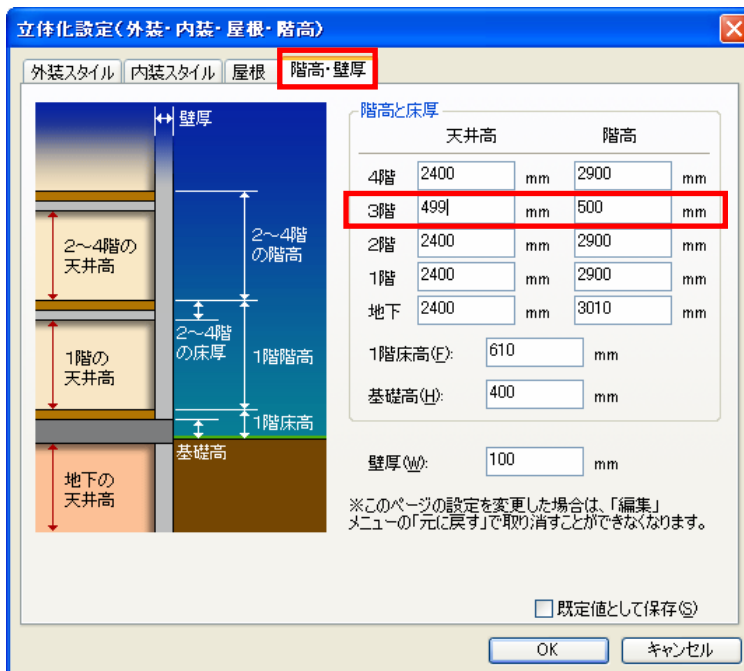 立体化設定(外装・内装・屋根・階高)
外装スタイル 内装スタイル 屋根 階高・壁厚
壁厚
2～4階の
天井高
2～4階
の階高
2～4階
の床厚
1階の
天井高
1階階高
1階床高
基礎高
地下の
天井高
階高と床厚
天井高 階高
4階 2400 mm 2900 mm
3階 499 mm 500 mm
2階 2400 mm 2900 mm
1階 2400 mm 2900 mm
地下 2400 mm 3010 mm
1階床高(F): 610 mm
基礎高(H): 400 mm
壁厚(W): 100 mm
※このページの設定を変更した場合は、「編集」
メニューの「元に戻す」で取り消すことができなくなります。
既定値として保存(S)
OK キャンセル